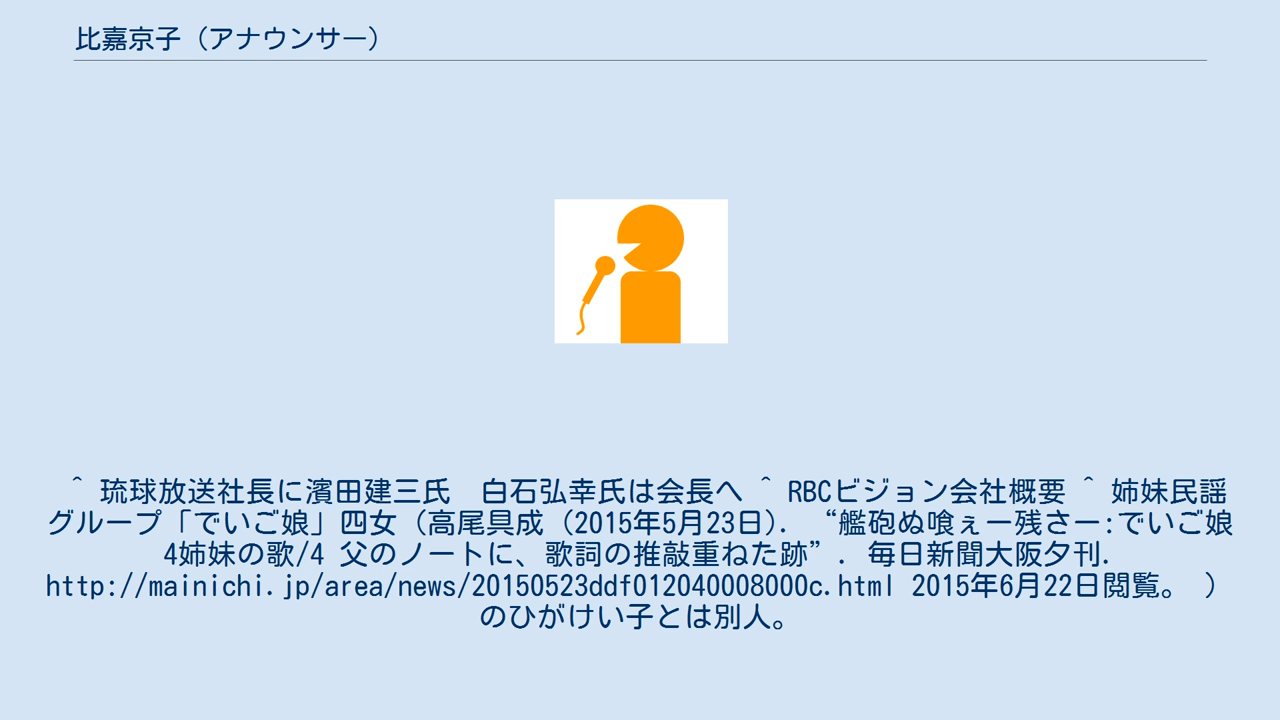 比嘉京子（アナウンサー）
^ 琉球放送社長に濱田建三氏　白石弘幸氏は会長へ ^ RBCビジョン会社概要 ^ 姉妹民謡
グループ「でいご娘」四女（高尾具成 (2015年5月23日). “艦砲ぬ喰ぇー残さー:でいご娘
4姉妹の歌/4 父のノートに、歌詞の推敲重ねた跡”. 毎日新聞大阪夕刊.
http://mainichi.jp/area/news/20150523ddf012040008000c.html 2015年6月22日閲覧。 ）
のひがけい子とは別人。